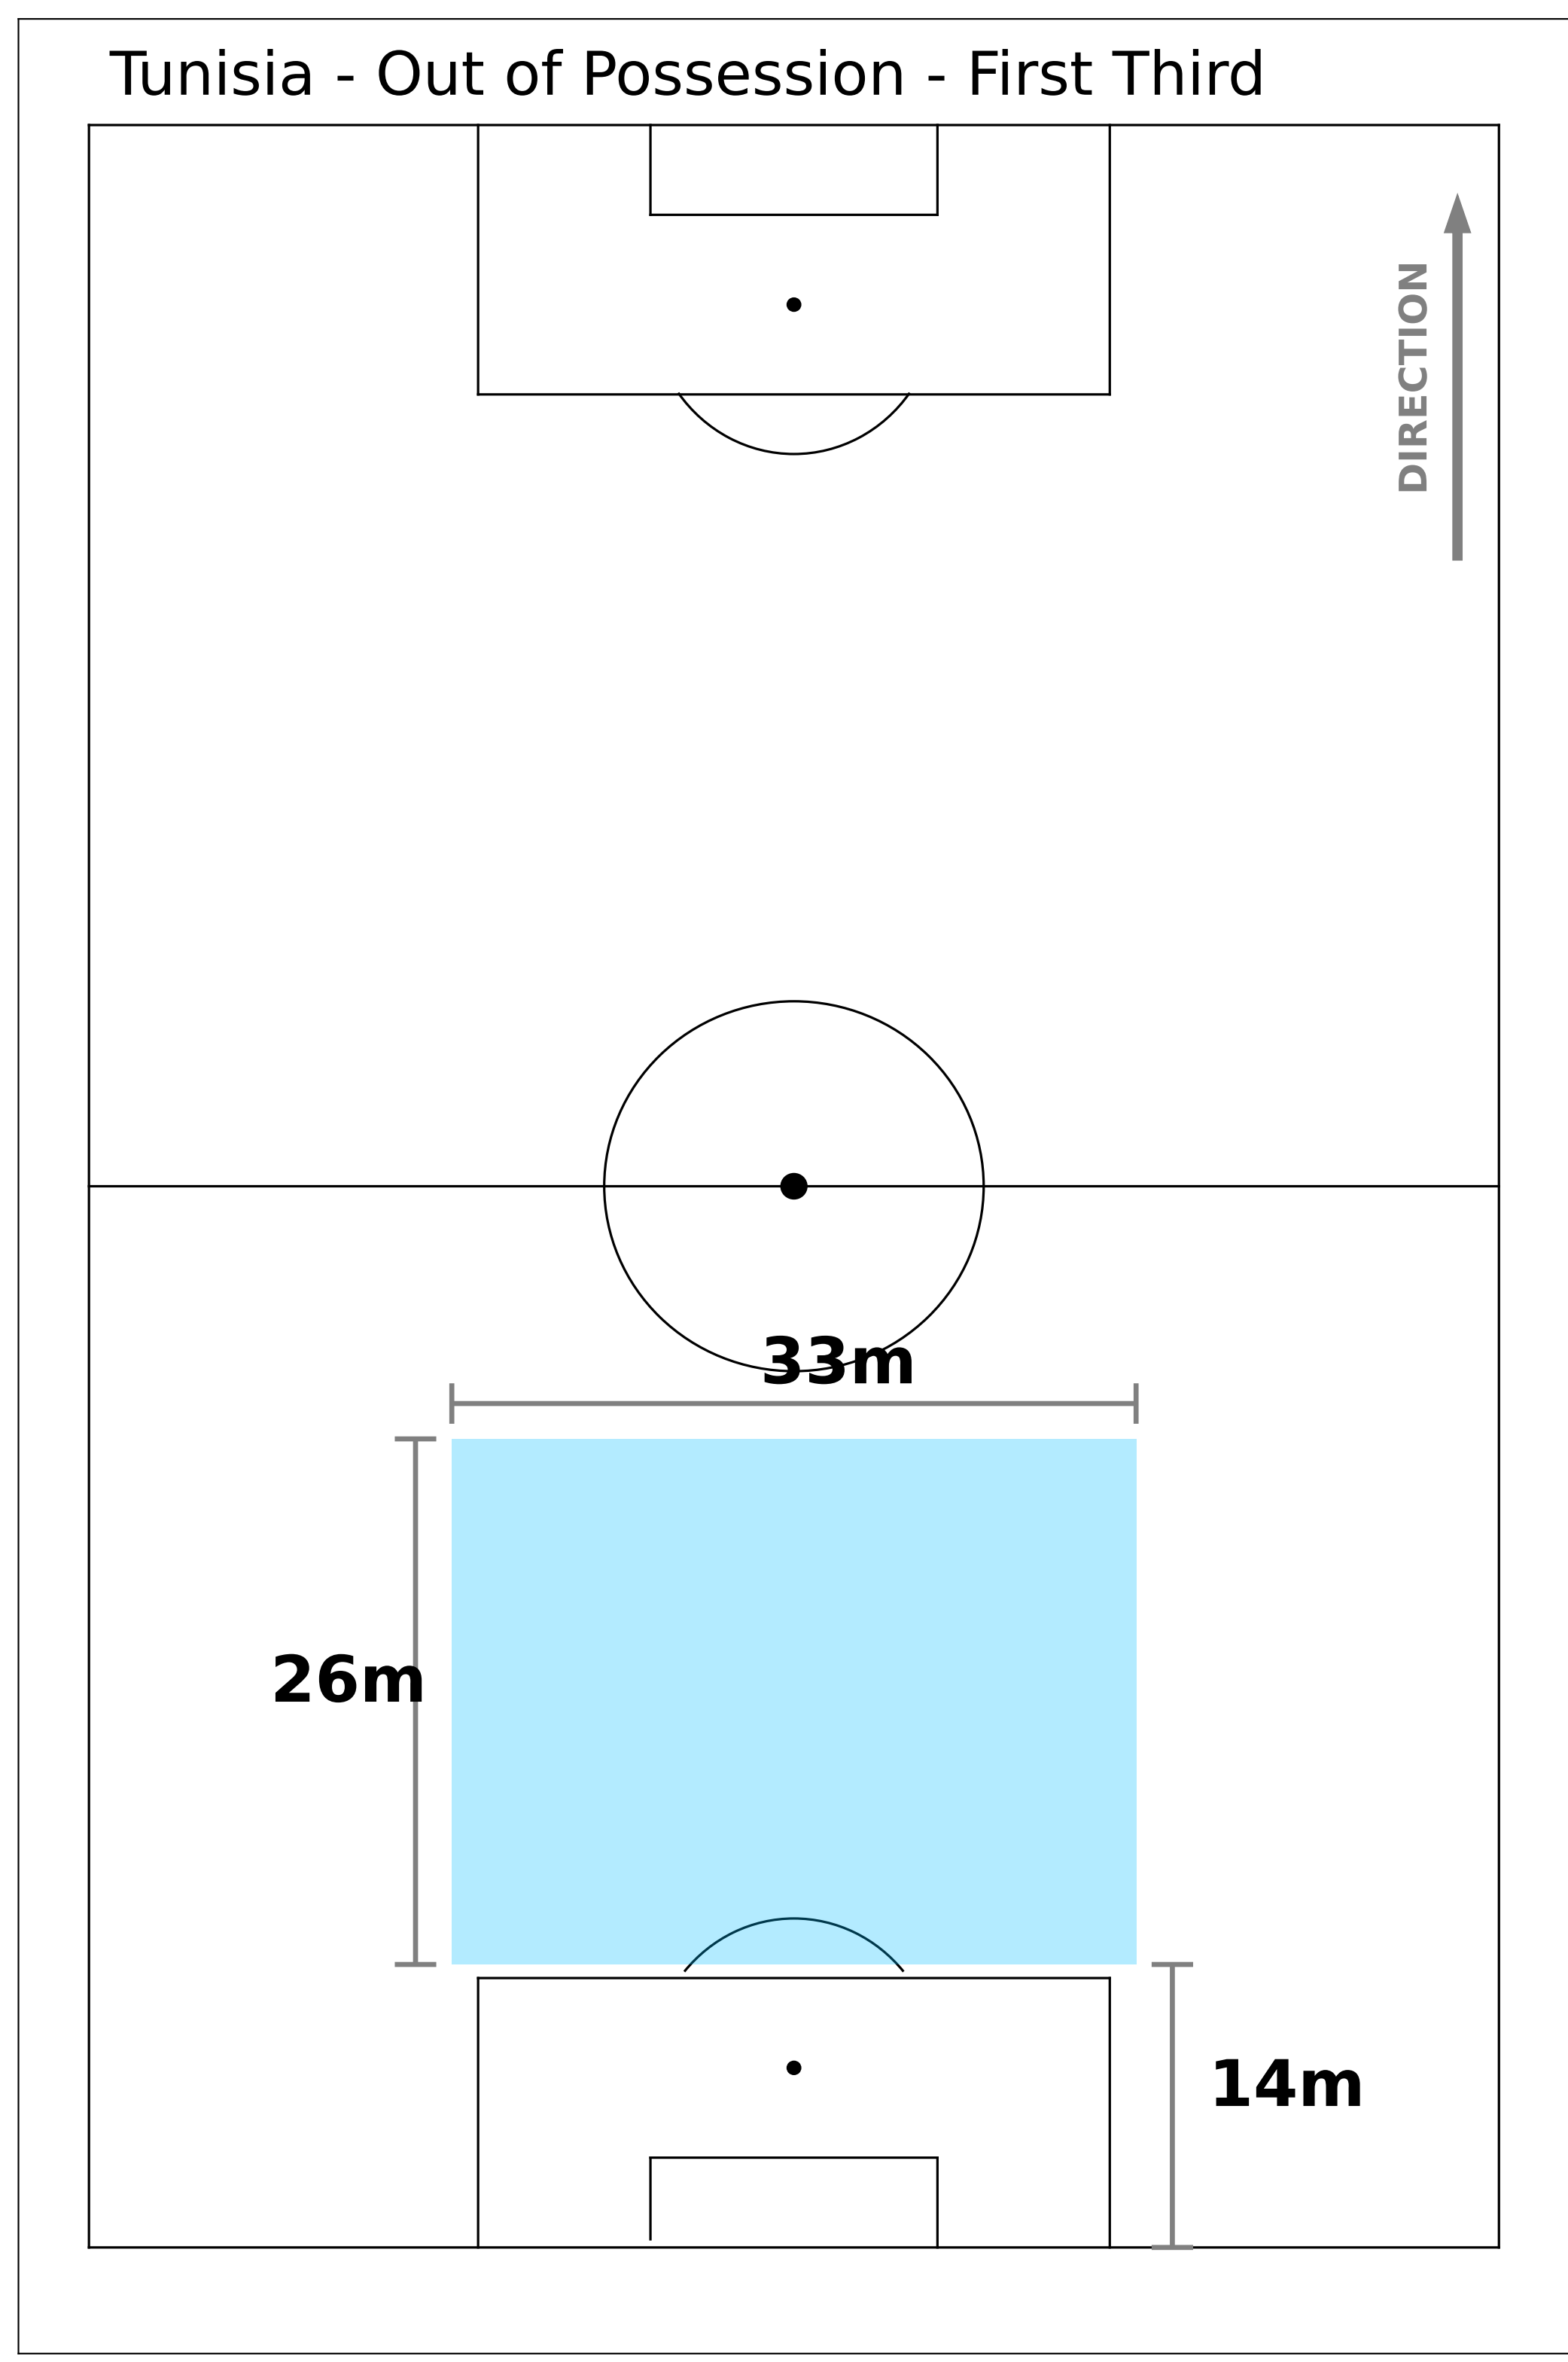 Tunisia - Out of Possession - First Third
DIRECTION
33m
26m
14m